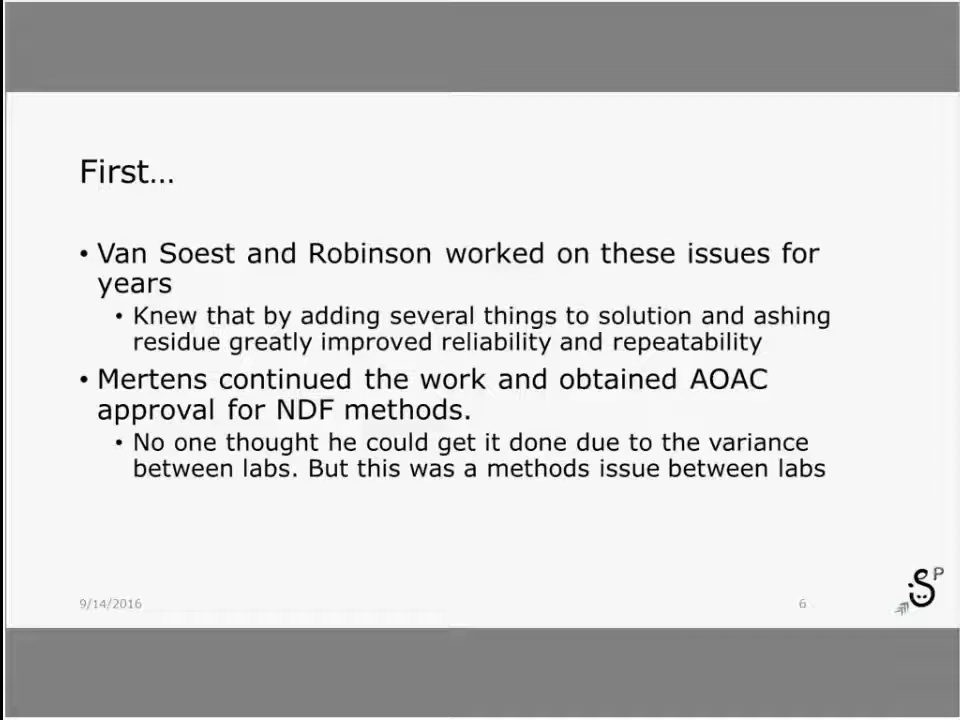 First…
• Van Soest and Robinson worked on these issues for
years
• Knew that by adding several things to solution and ashing
residue greatly improved reliability and repeatability
• Mertens continued the work and obtained AOAC
approval for NDF methods.
• No one thought he could get it done due to the variance
between labs. But this was a methods issue between labs
9/14/2016
6
S P